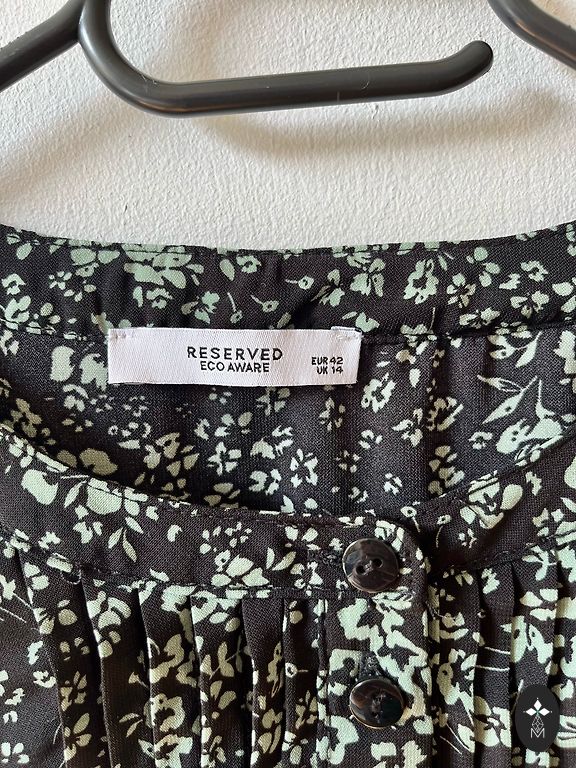 RESERVED
ECO AWARE
EUR 42
UK 14
M